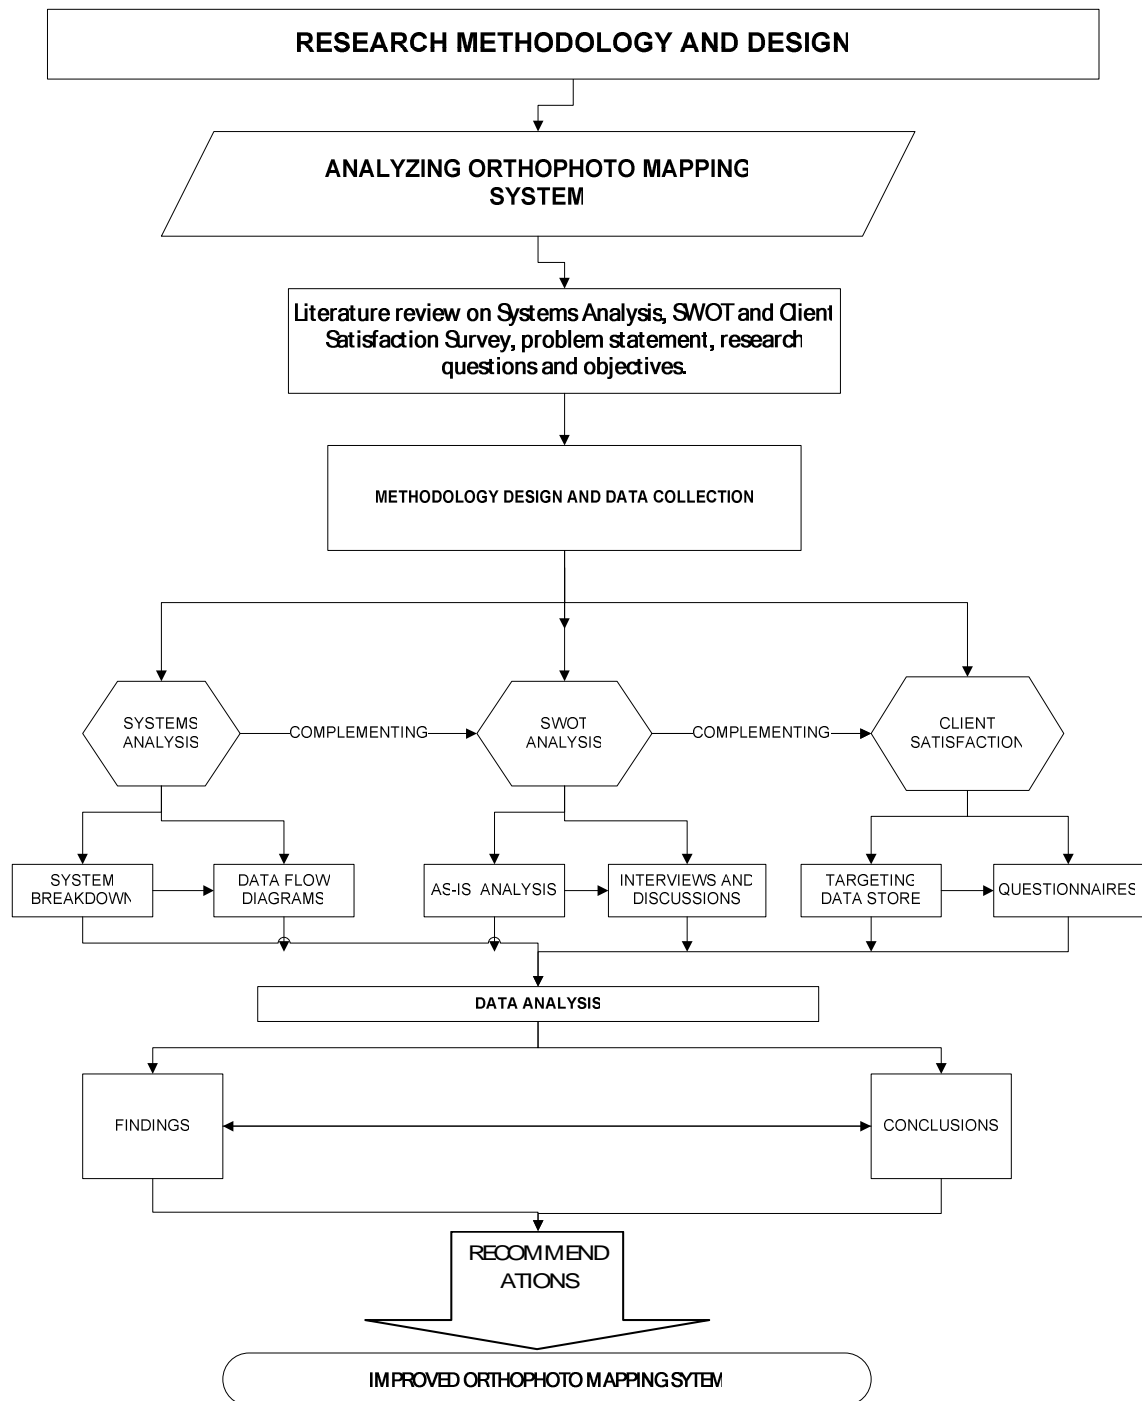 RESEARCH METHODOLOGY AND DESIGN
ANALYZING ORTHOPHOTO MAPPING
SYSTEM
Literature review on Systems Analysis, SWOT and Client
Satisfaction Survey, problem statement, research
questions and objectives.
METHODOLOGY DESIGN AND DATA COLLECTION
SYSTEMS
ANALYSIS
COMPLEMENTING
SWOT
ANALYSIS
COMPLEMENTING
CLIENT
SATISFACTION
SYSTEM
BREAKDOWN
DATA FLOW
DIAGRAMS
AS-IS ANALYSIS
INTERVIEWS AND
DISCUSSIONS
TARGETING
DATA STORE
QUESTIONNAIRES
DATA ANALYSIS
FINDINGS
CONCLUSIONS
RECOMMEND
ATIONS
IMPROVED ORTHOPHOTO MAPPING SYTEM